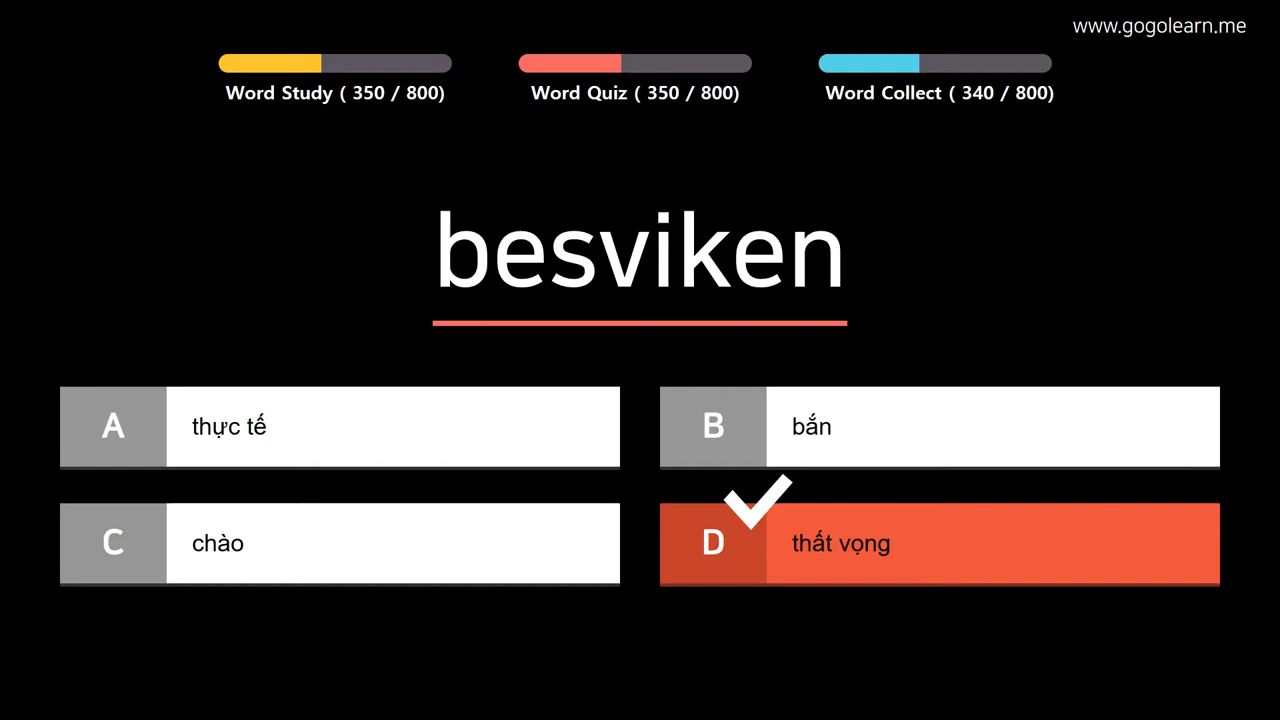 www.gogolearn.me
Word Study ( 350 / 800)
Word Quiz ( 350 / 800)
Word Collect ( 340 / 800)
besviken
A thực tế
B bắn
C chào
D thất vọng